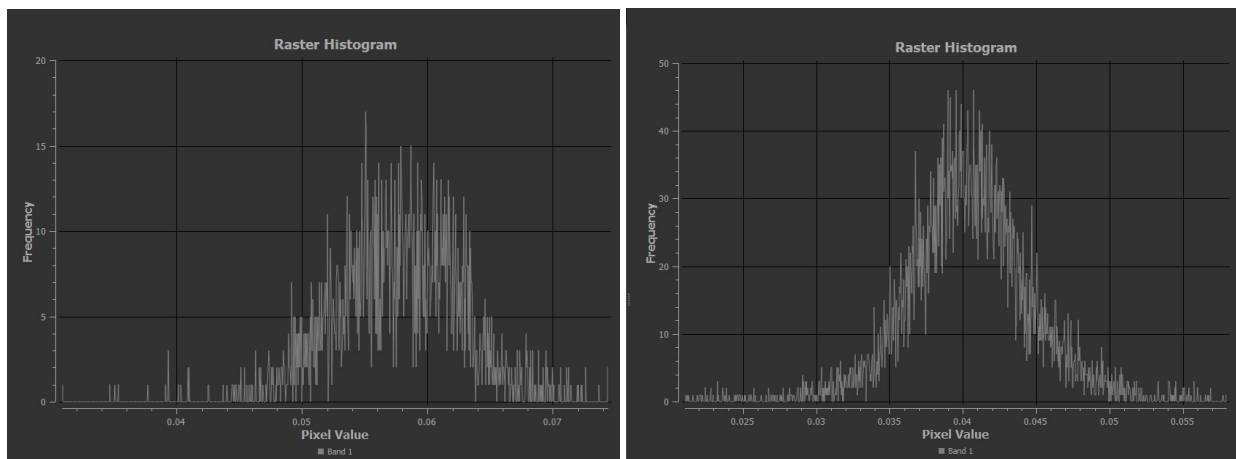 Raster Histogram
20
15
10
5
0
Frequency
0.04 0.05 0.06 0.07
Pixel Value
Band 1
Raster Histogram
50
40
30
20
10
0
Frequency
0.025 0.03 0.035 0.04 0.045 0.05 0.055
Pixel Value
Band 1